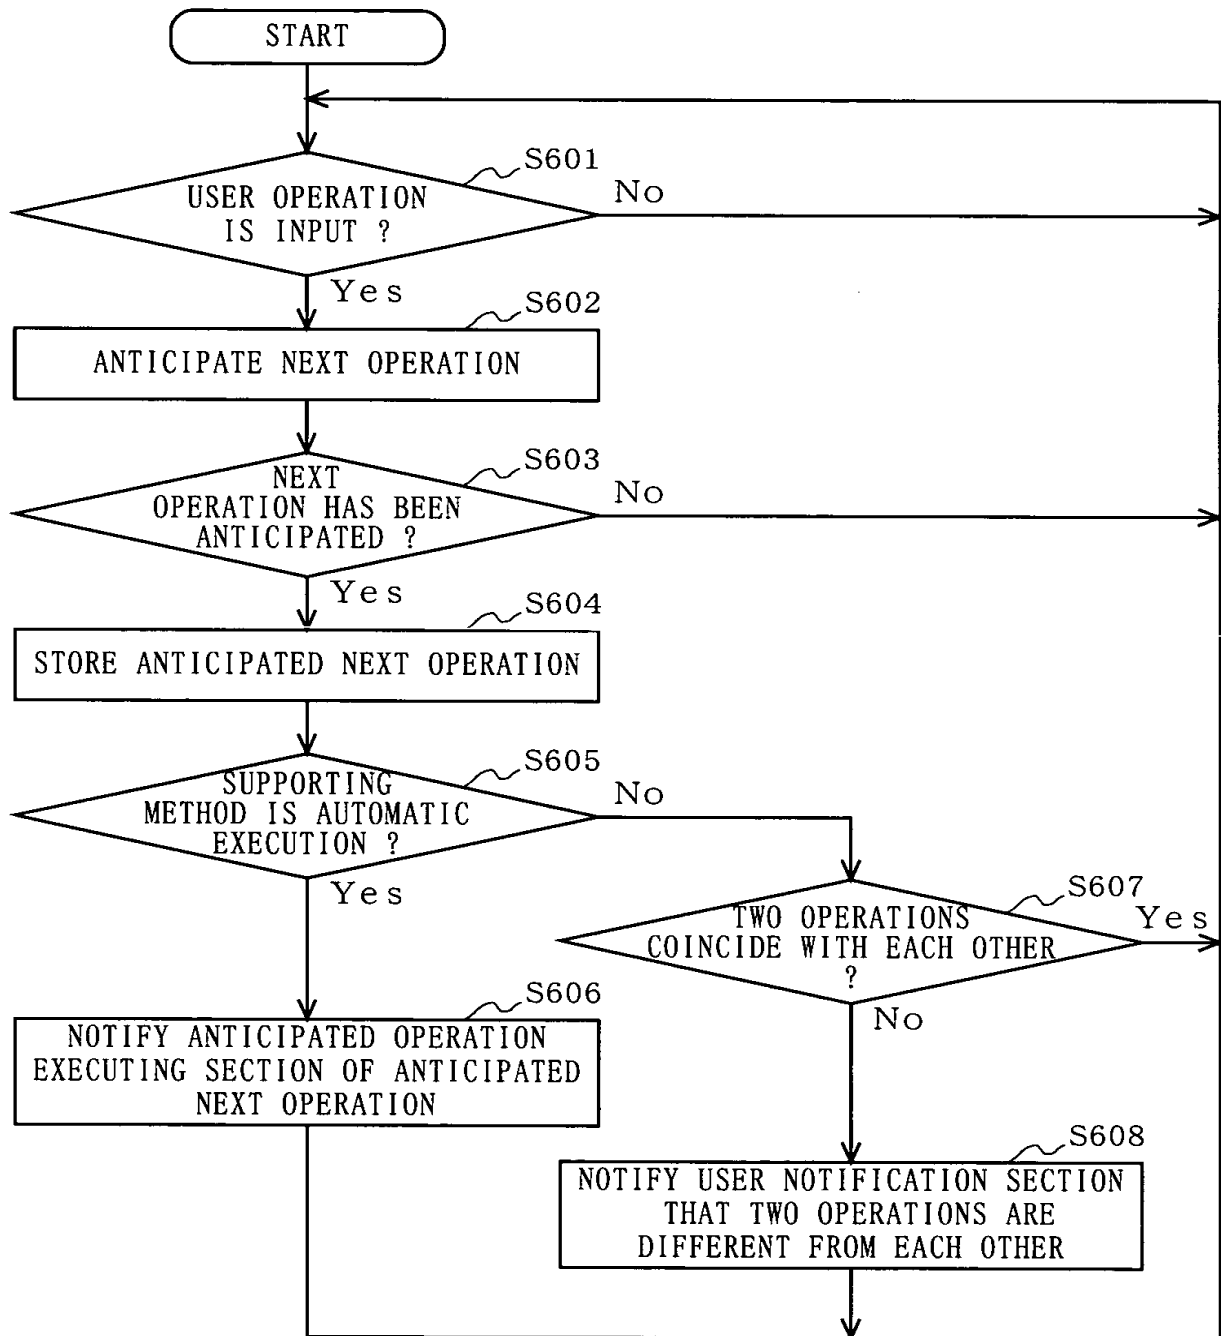 START
S601
USER OPERATION
IS INPUT ?
No
Yes
S602
ANTICIPATE NEXT OPERATION
S603
NEXT
OPERATION HAS BEEN
ANTICIPATED ?
No
Yes
S604
STORE ANTICIPATED NEXT OPERATION
S605
SUPPORTING
METHOD IS AUTOMATIC
EXECUTION ?
No
Yes
S607
TWO OPERATIONS
COINCIDE WITH EACH OTHER
?
Yes
No
S606
NOTIFY ANTICIPATED OPERATION
EXECUTING SECTION OF ANTICIPATED
NEXT OPERATION
S608
NOTIFY USER NOTIFICATION SECTION
THAT TWO OPERATIONS ARE
DIFFERENT FROM EACH OTHER